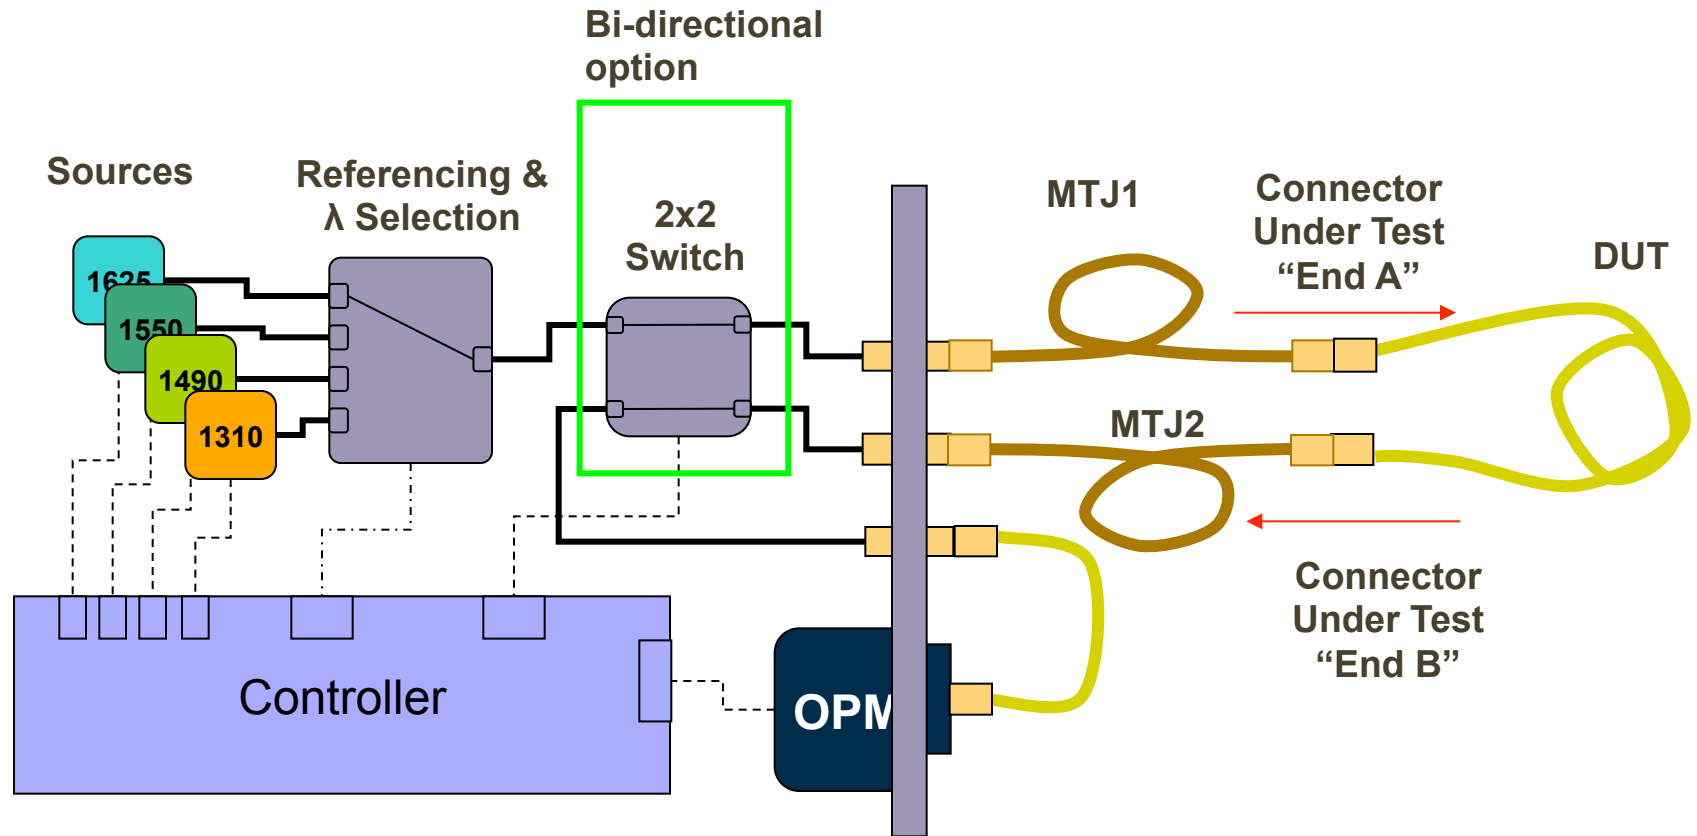 Bi-directional
option
Sources
Referencing &
λ Selection
2x2
Switch
MTJ1
Connector
Under Test
“End A”
DUT
1625
1550
1490
1310
MTJ2
Connector
Under Test
“End B”
Controller
OPM